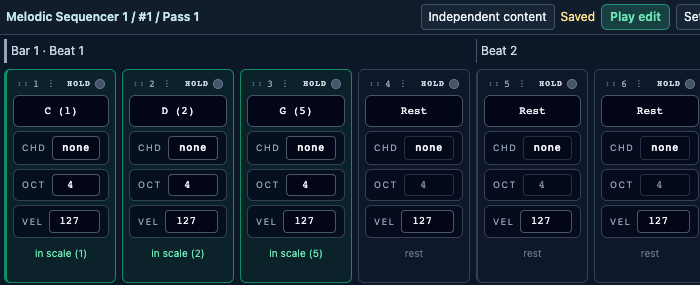 Melodic Sequencer 1 / #1 / Pass 1 Independent content Saved Play edit Se
Bar 1 · Beat 1 Beat 2
1 HOLD 2 HOLD 3 HOLD 4 HOLD 5 HOLD 6 HOLD
C (1) D (2) G (5) Rest Rest Rest
CHD none CHD none CHD none CHD none CHD none CHD none
OCT 4 OCT 4 OCT 4 OCT 4 OCT 4 OCT 4
VEL 127 VEL 127 VEL 127 VEL 127 VEL 127 VEL 127
in scale (1) in scale (2) in scale (5) rest rest rest